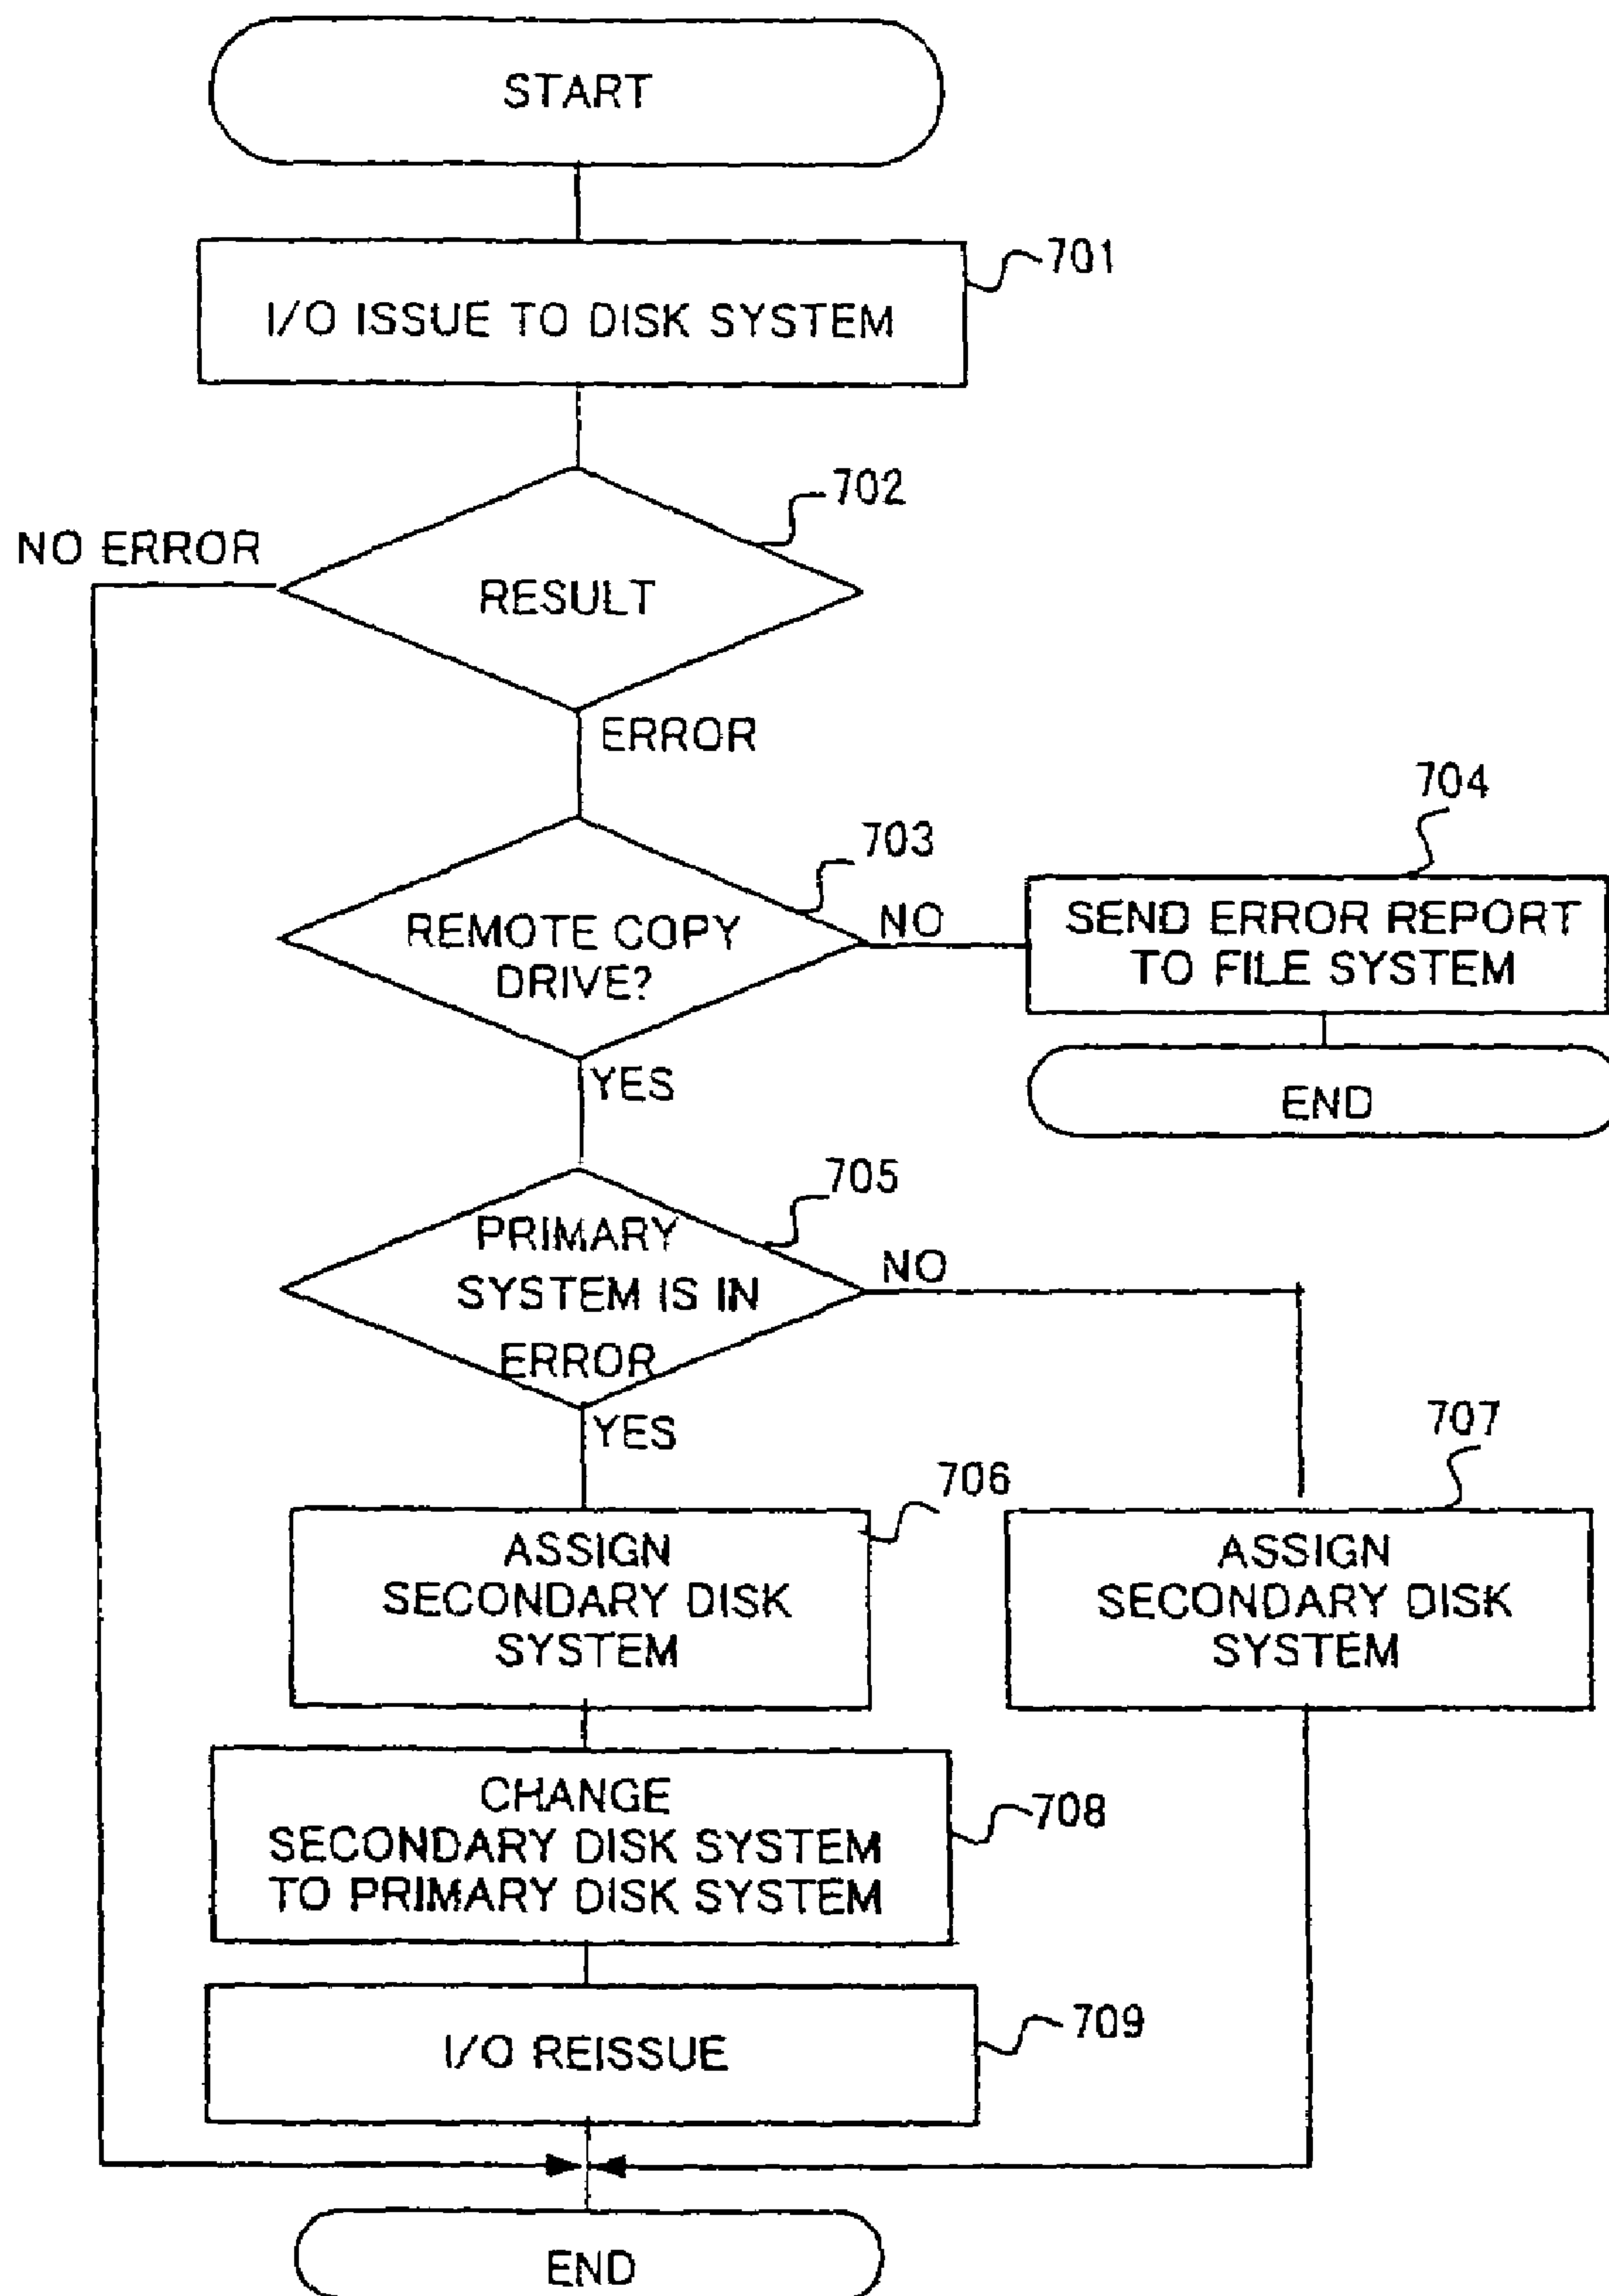 START
701
I/O ISSUE TO DISK SYSTEM
702
NO ERROR
RESULT
ERROR
703
704
REMOTE COPY
DRIVE?
NO
SEND ERROR REPORT
TO FILE SYSTEM
END
YES
705
PRIMARY
SYSTEM IS IN
ERROR
NO
YES
706
707
ASSIGN
SECONDARY DISK
SYSTEM
ASSIGN
SECONDARY DISK
SYSTEM
CHANGE
SECONDARY DISK SYSTEM
TO PRIMARY DISK SYSTEM
708
I/O REISSUE
709
END